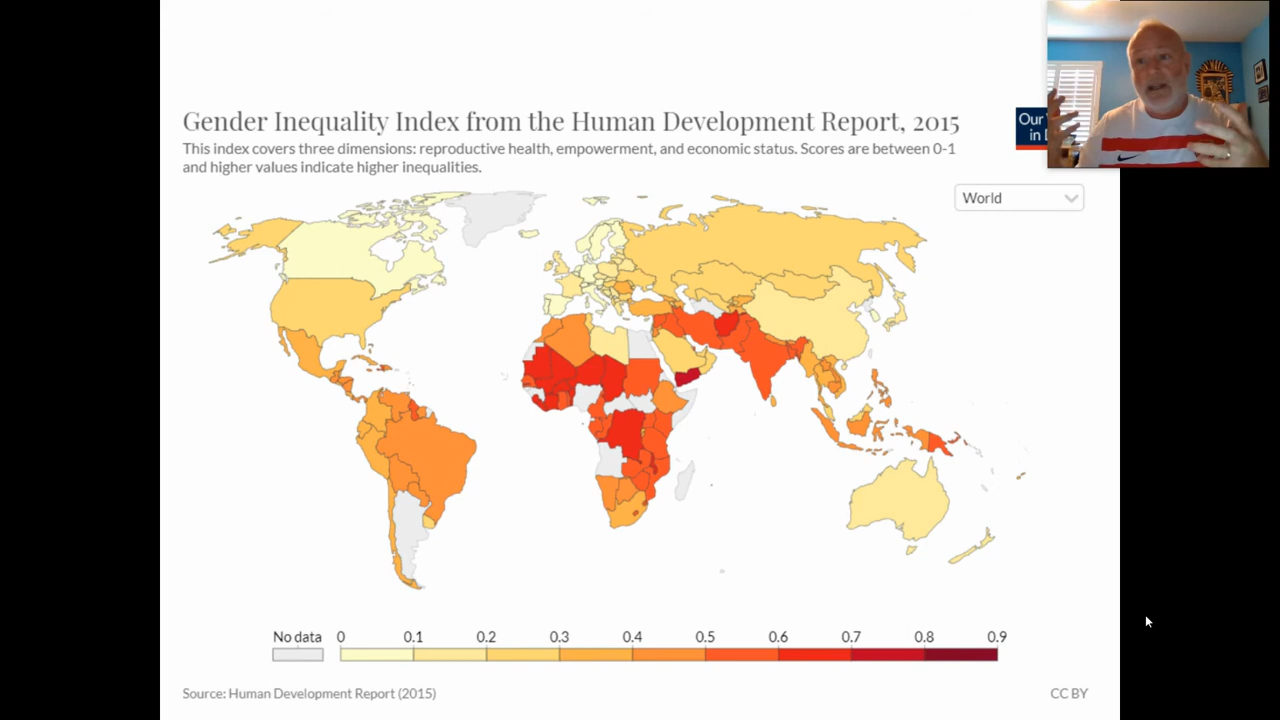 Gender Inequality Index from the Human Development Report, 2015
This index covers three dimensions: reproductive health, empowerment, and economic status. Scores are between 0-1
and higher values indicate higher inequalities.
Our
in
World
No data 0 0.1 0.2 0.3 0.4 0.5 0.6 0.7 0.8 0.9
Source: Human Development Report (2015)
CC BY